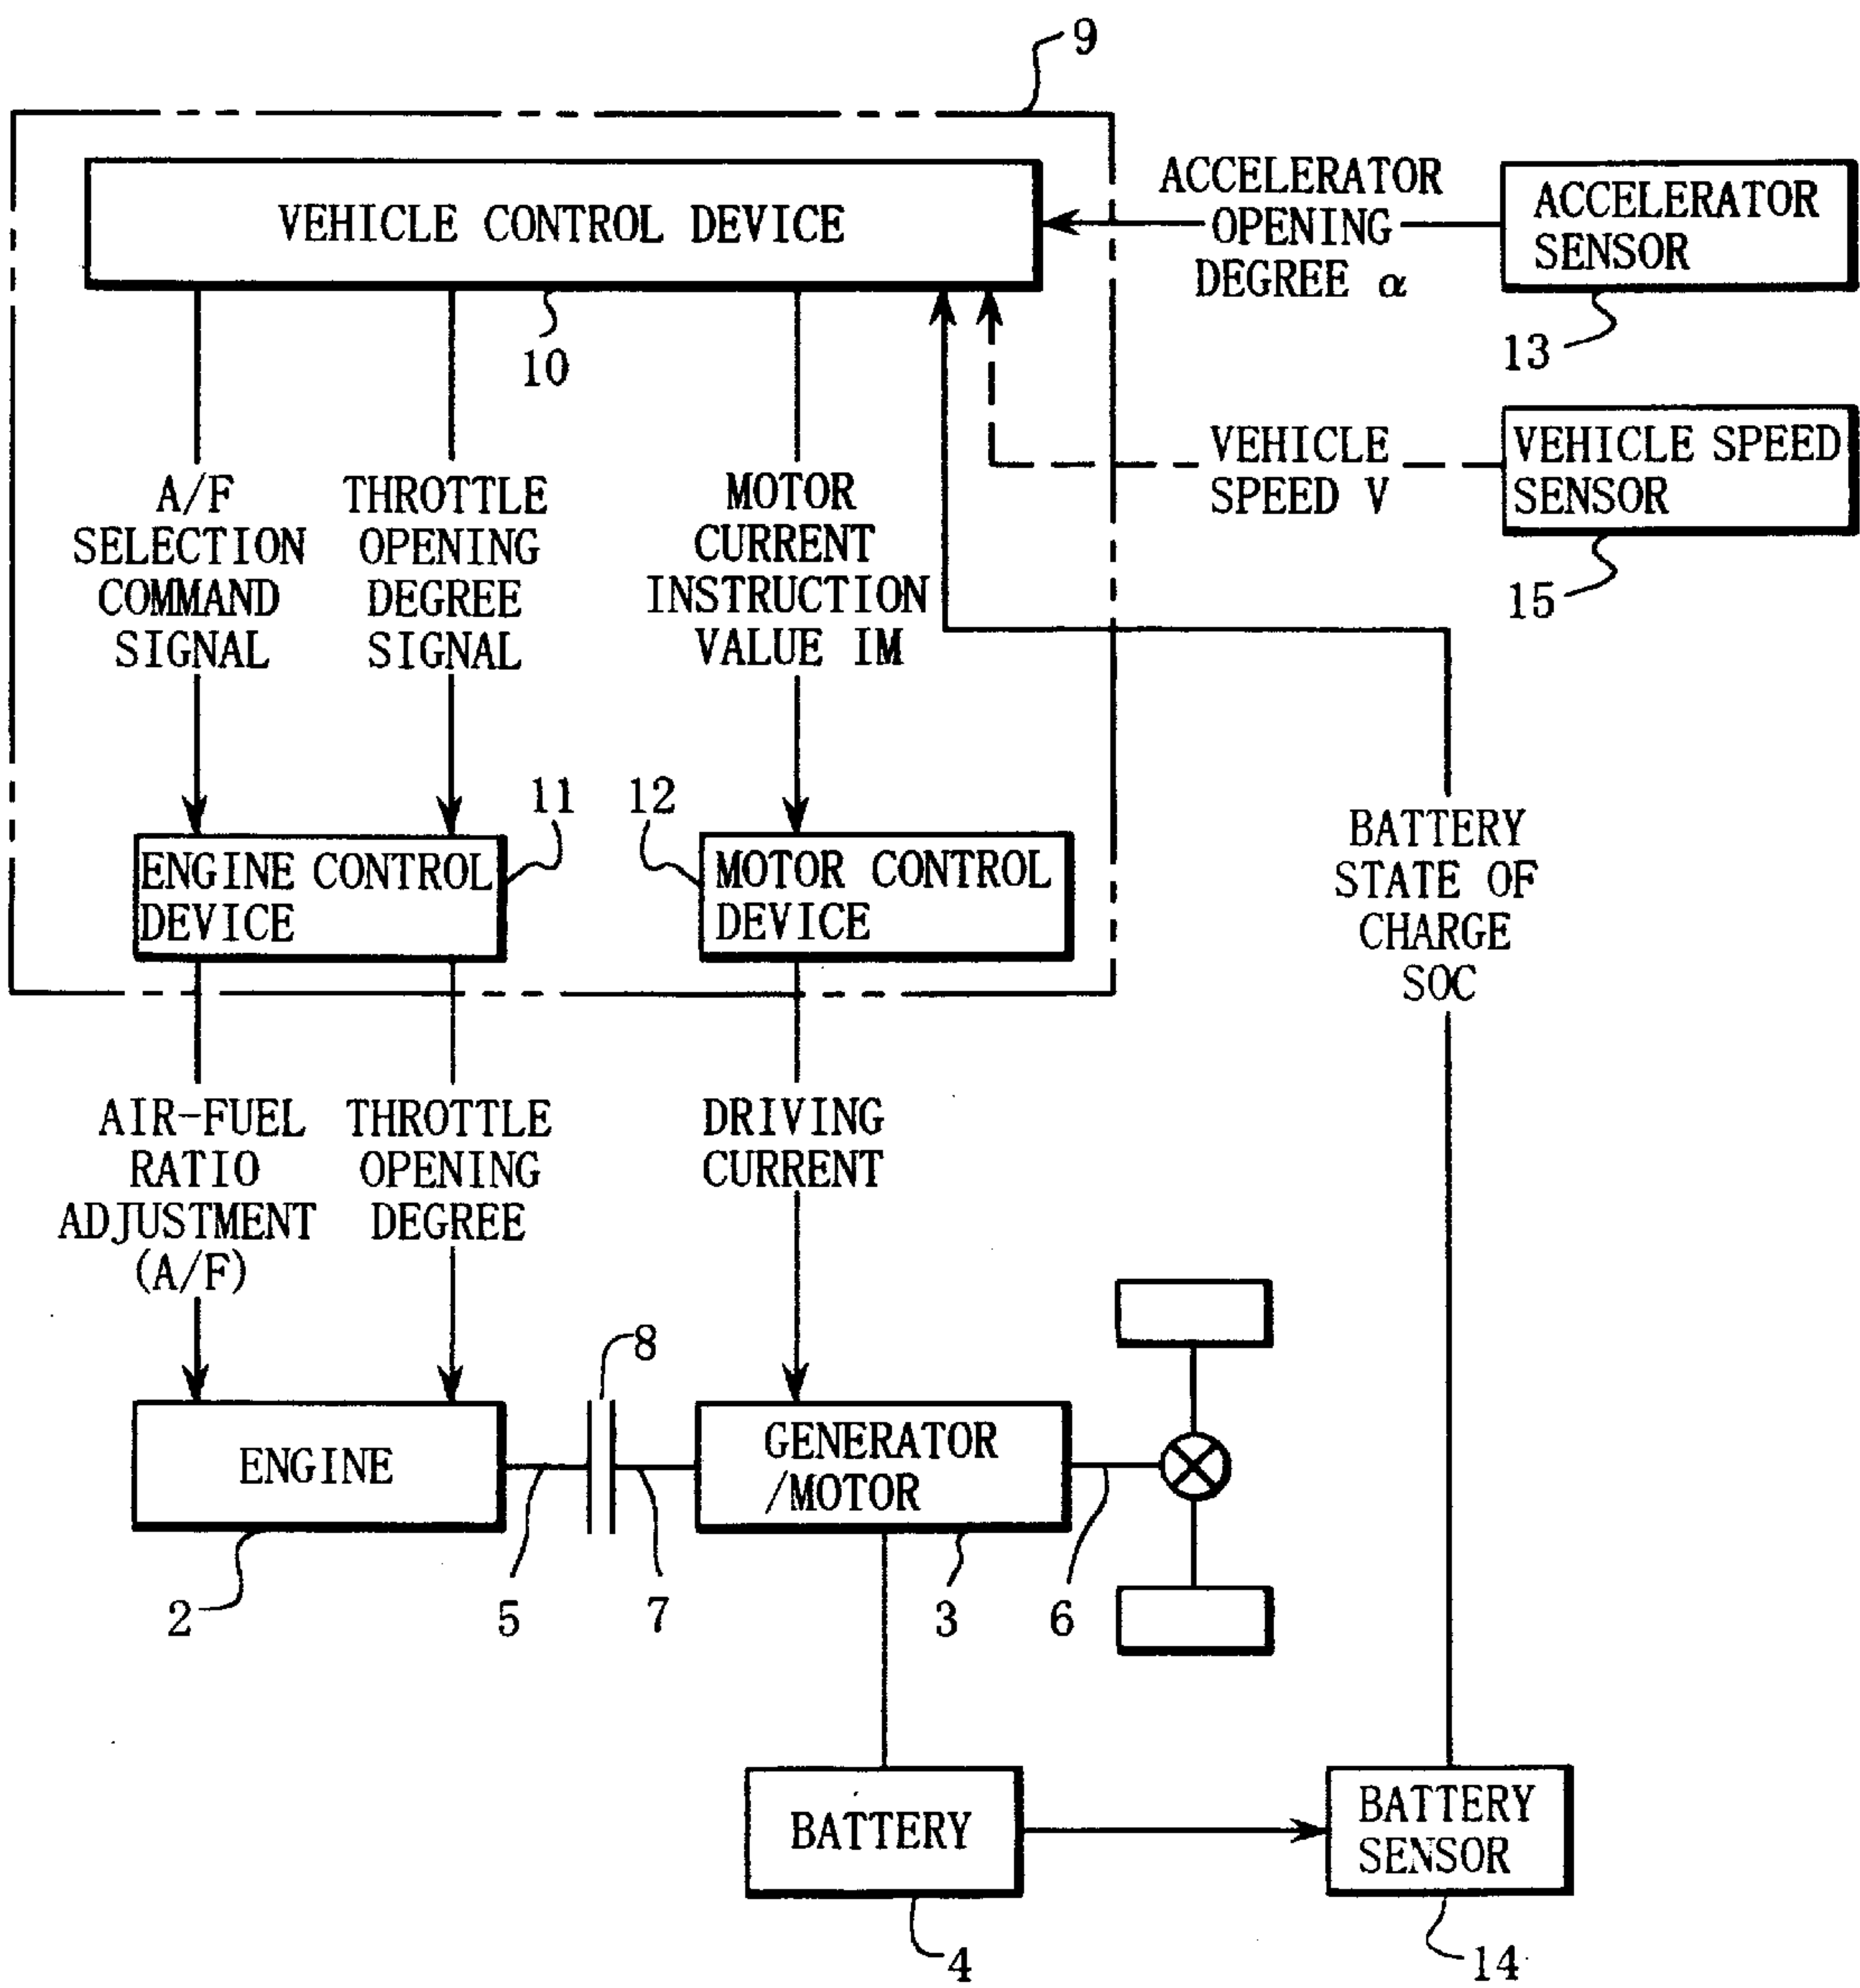 9
VEHICLE CONTROL DEVICE
10
ACCELERATOR
OPENING
DEGREE α
ACCELERATOR
SENSOR
13
VEHICLE
SPEED V
VEHICLE SPEED
SENSOR
15
A/F
SELECTION
COMMAND
SIGNAL
THROTTLE
OPENING
DEGREE
SIGNAL
MOTOR
CURRENT
INSTRUCTION
VALUE IM
11
12
ENGINE CONTROL
DEVICE
MOTOR CONTROL
DEVICE
BATTERY
STATE OF
CHARGE
SOC
AIR-FUEL
RATIO
ADJUSTMENT
(A/F)
THROTTLE
OPENING
DEGREE
DRIVING
CURRENT
8
ENGINE
GENERATOR
/MOTOR
2
5
7
3
6
BATTERY
BATTERY
SENSOR
4
14